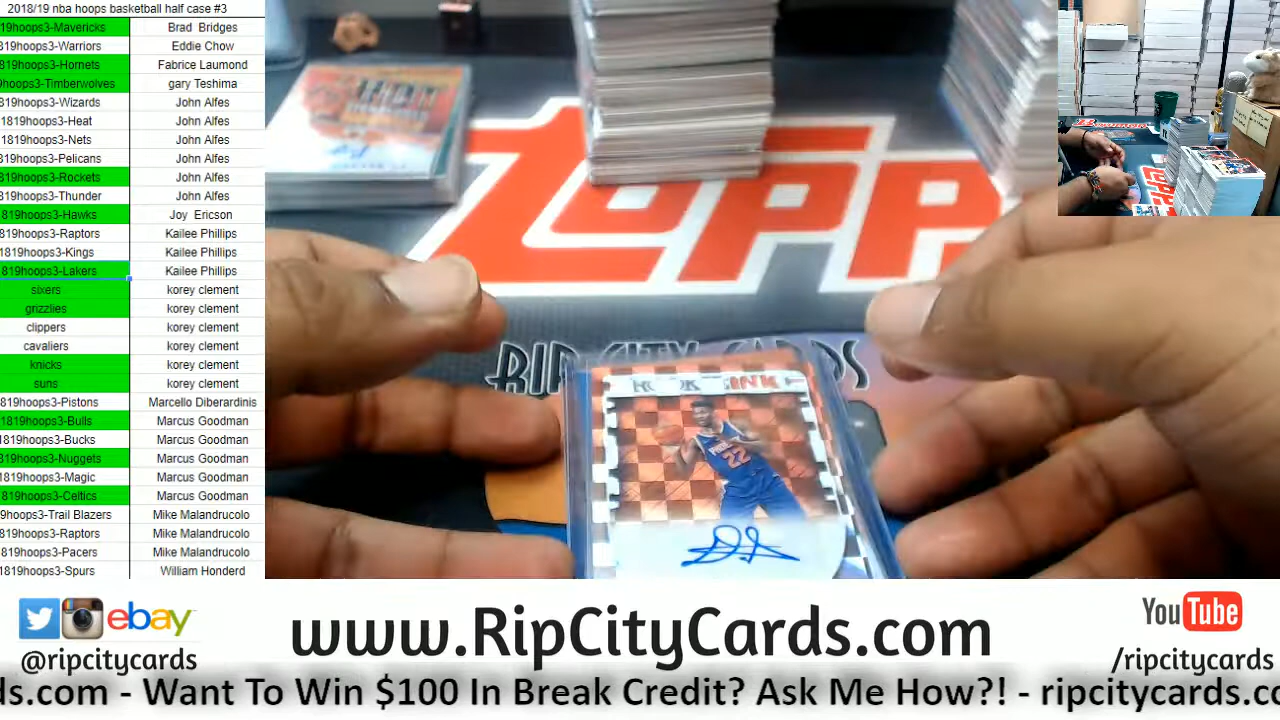 2018/19 nba hoops basketball half case #3
19hoops3-Mavericks Brad Bridges
819hoops3-Warriors Eddie Chow
819hoops3-Hornets Fabrice Laumond
9hoops3-Timberwolves gary Teshima
819hoops3-Wizards John Alfes
1819hoops3-Heat John Alfes
1819hoops3-Nets John Alfes
819hoops3-Pelicans John Alfes
819hoops3-Rockets John Alfes
819hoops3-Thunder John Alfes
819hoops3-Hawks Joy Ericson
819hoops3-Raptors Kailee Phillips
1819hoops3-Kings Kailee Phillips
819hoops3-Lakers Kailee Phillips
sixers korey clement
grizzlies korey clement
clippers korey clement
cavaliers korey clement
knicks korey clement
suns korey clement
1819hoops3-Pistons Marcello Diberardinis
1819hoops3-Bulls Marcus Goodman
819hoops3-Bucks Marcus Goodman
319hoops3-Nuggets Marcus Goodman
819hoops3-Magic Marcus Goodman
819hoops3-Celtics Marcus Goodman
9hoops3-Trail Blazers Mike Malandrucolo
819hoops3-Raptors Mike Malandrucolo
819hoops3-Pacers Mike Malandrucolo
1819hoops3-Spurs William Honderd
TOPP
RIP CITY CARDS
INK
22
ebay
@ripcitycards
www.RipCityCards.com
YouTube
/ripcitycards
ds.com - Want To Win $100 In Break Credit? Ask Me How?! - ripcitycards.co